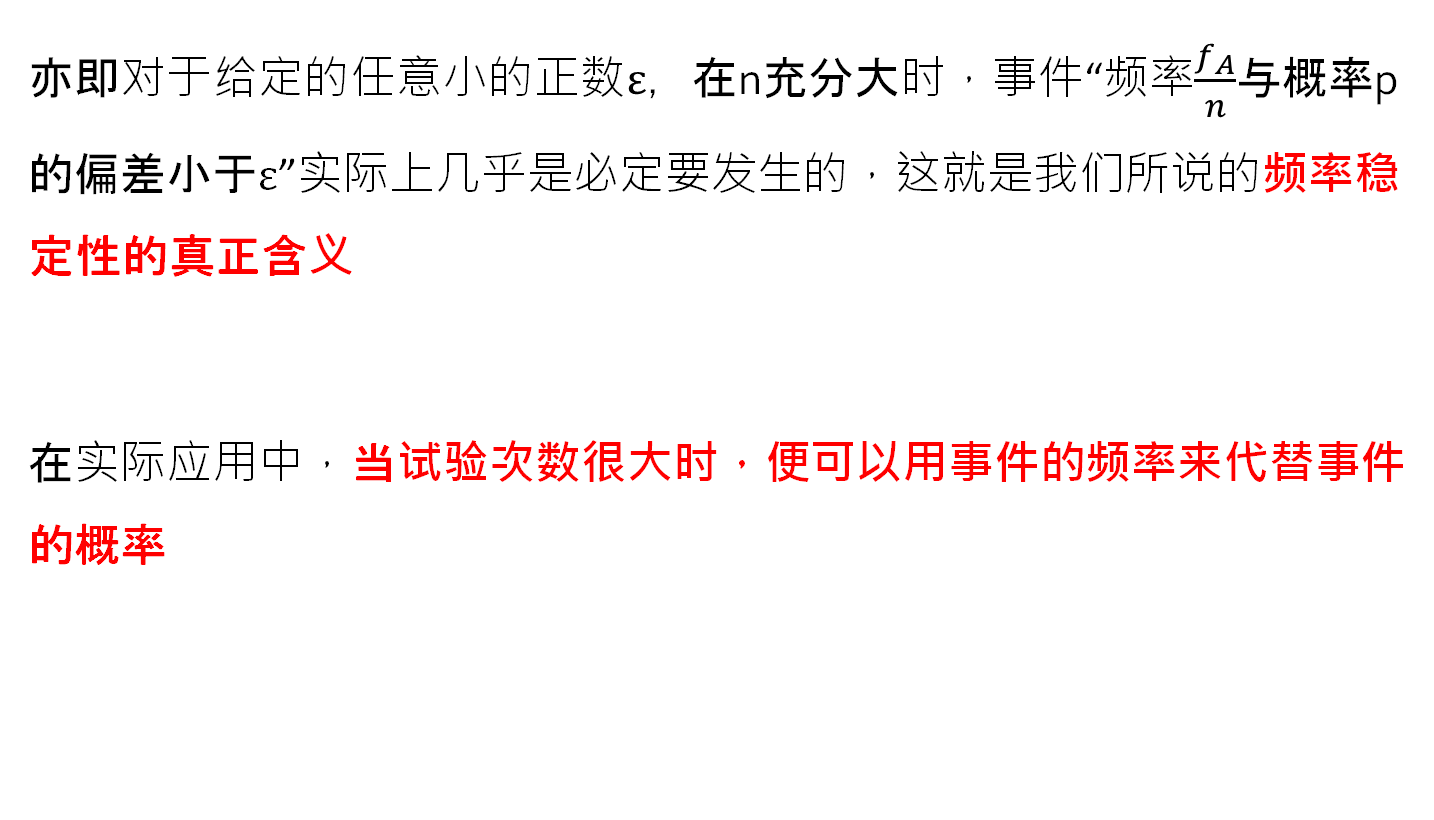 亦即对于给定的任意小的正数ε, 在n充分大时，事件“频率f_A/n与概率p
的偏差小于ε”实际上几乎是必定要发生的，这就是我们所说的频率稳
定性的真正含义
在实际应用中，当试验次数很大时，便可以用事件的频率来代替事件
的概率